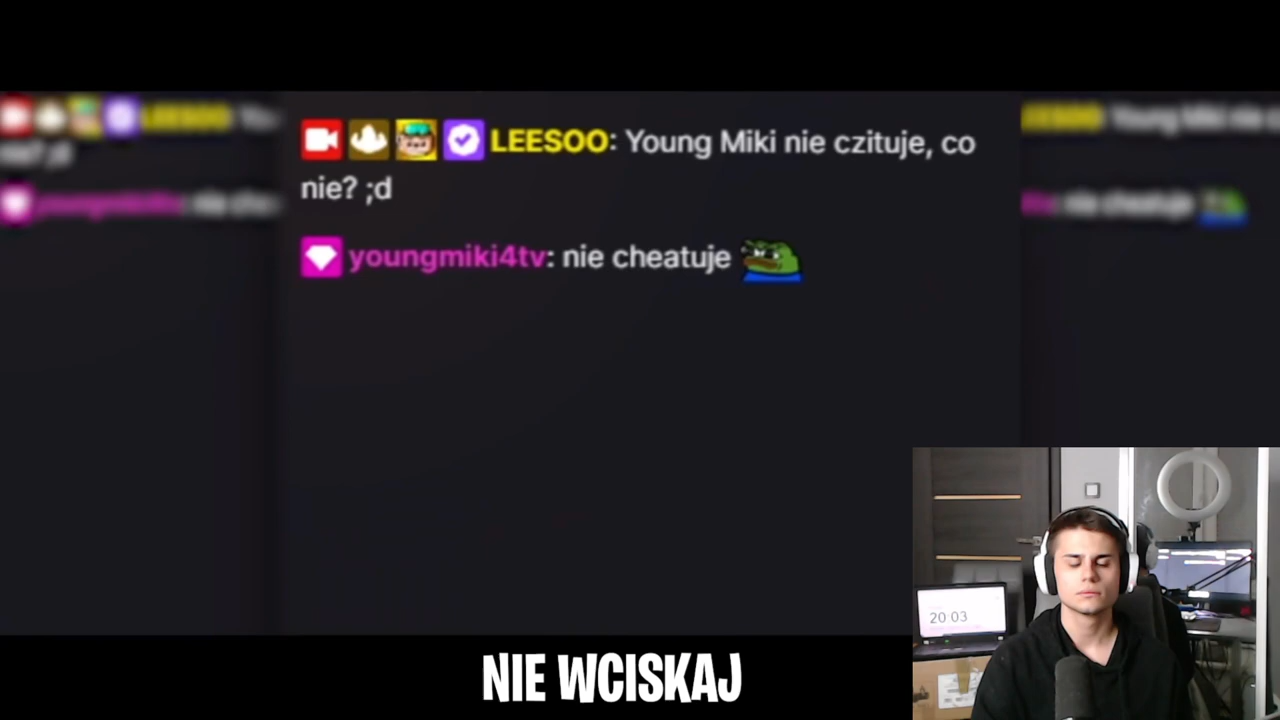 LEESOO: Young Miki nie czituje, co
nie? ;d
youngmiki4tv: nie cheatuje
20:03
NIE WCISKAJ